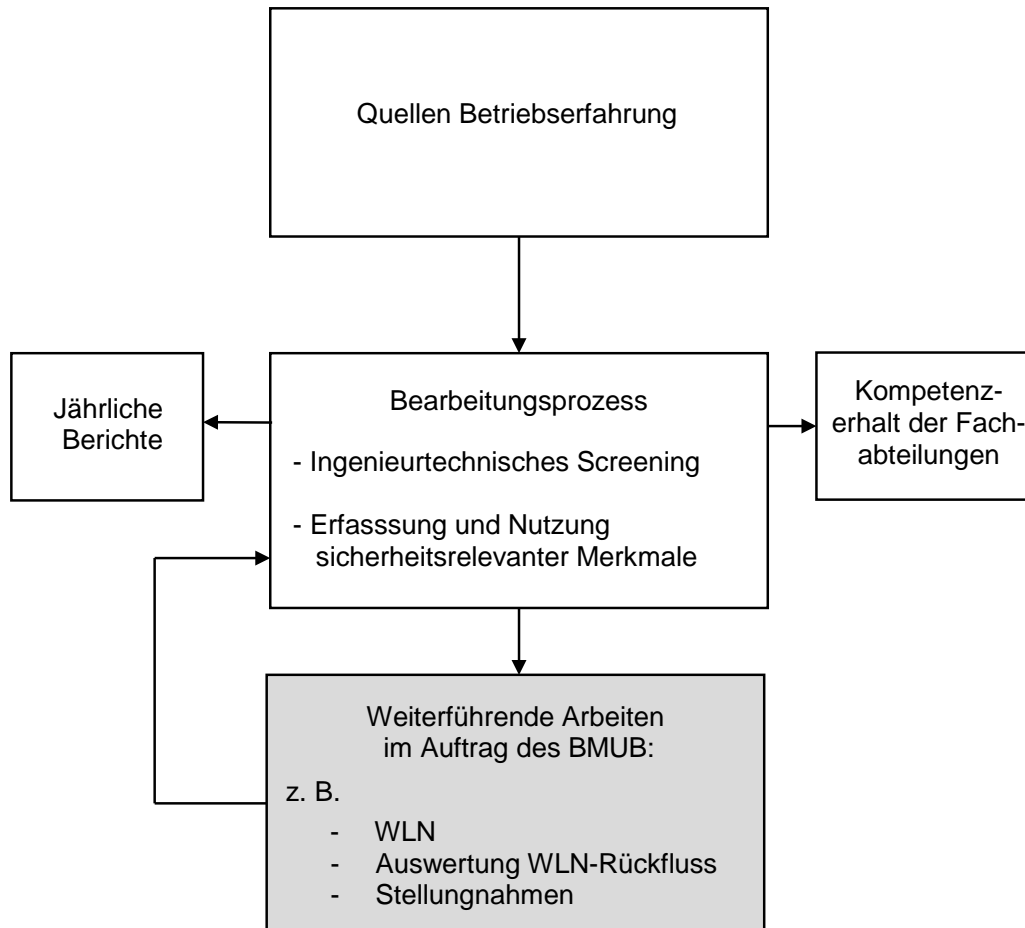 Quellen Betriebserfahrung
Jährliche
Berichte
Bearbeitungsprozess
- Ingenieurtechnisches Screening
- Erfasssung und Nutzung
sicherheitsrelevanter Merkmale
Kompetenz-
erhalt der Fach-
abteilungen
Weiterführende Arbeiten
im Auftrag des BMUB:
z. B.
- WLN
- Auswertung WLN-Rückfluss
- Stellungnahmen